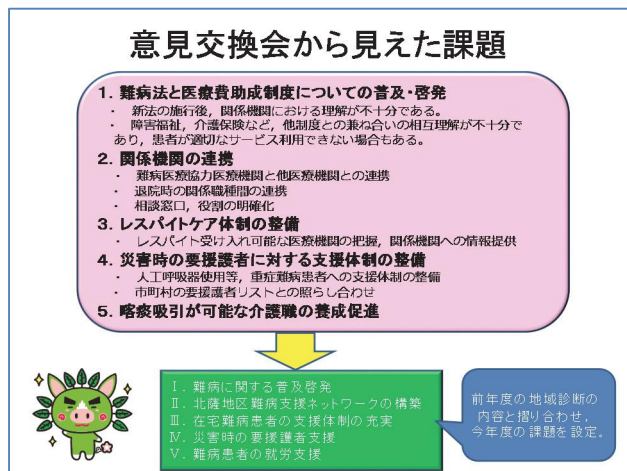 意見交換会から見えた課題
1. 難病法と医療費助成制度についての普及・啓発
・ 新法の施行後，関係機関における理解が不十分である。
・ 障害福祉，介護保険など，他制度との兼ね合いの相互理解が不十分で
あり，患者が適切なサービス利用できない場合もある。
2. 関係機関の連携
・ 難病医療協力医療機関と他医療機関との連携
・ 退院時の関係職種間の連携
・ 相談窓口，役割の明確化
3. レスパイトケア体制の整備
・ レスパイト受け入れ可能な医療機関の把握，関係機関への情報提供
4. 災害時の要援護者に対する支援体制の整備
・ 人工呼吸器使用等，重症難病患者への支援体制の整備
・ 市町村の要援護者リストとの照らし合わせ
5. 喀痰吸引が可能な介護職の養成促進
Ⅰ．難病に関する普及啓発
Ⅱ．北薩地区難病支援ネットワークの構築
Ⅲ．在宅難病患者の支援体制の充実
Ⅳ．災害時の要援護者支援
Ⅴ．難病患者の就労支援
前年度の地域診断の
内容と摺り合わせ，
今年度の課題を設定。